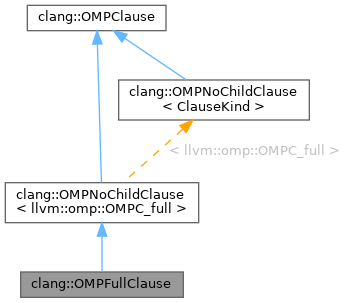 clang::OMPClause
clang::OMPNoChildClause
< ClauseKind >
< llvm::omp::OMPC_full >
clang::OMPNoChildClause
< llvm::omp::OMPC_full >
clang::OMPFullClause